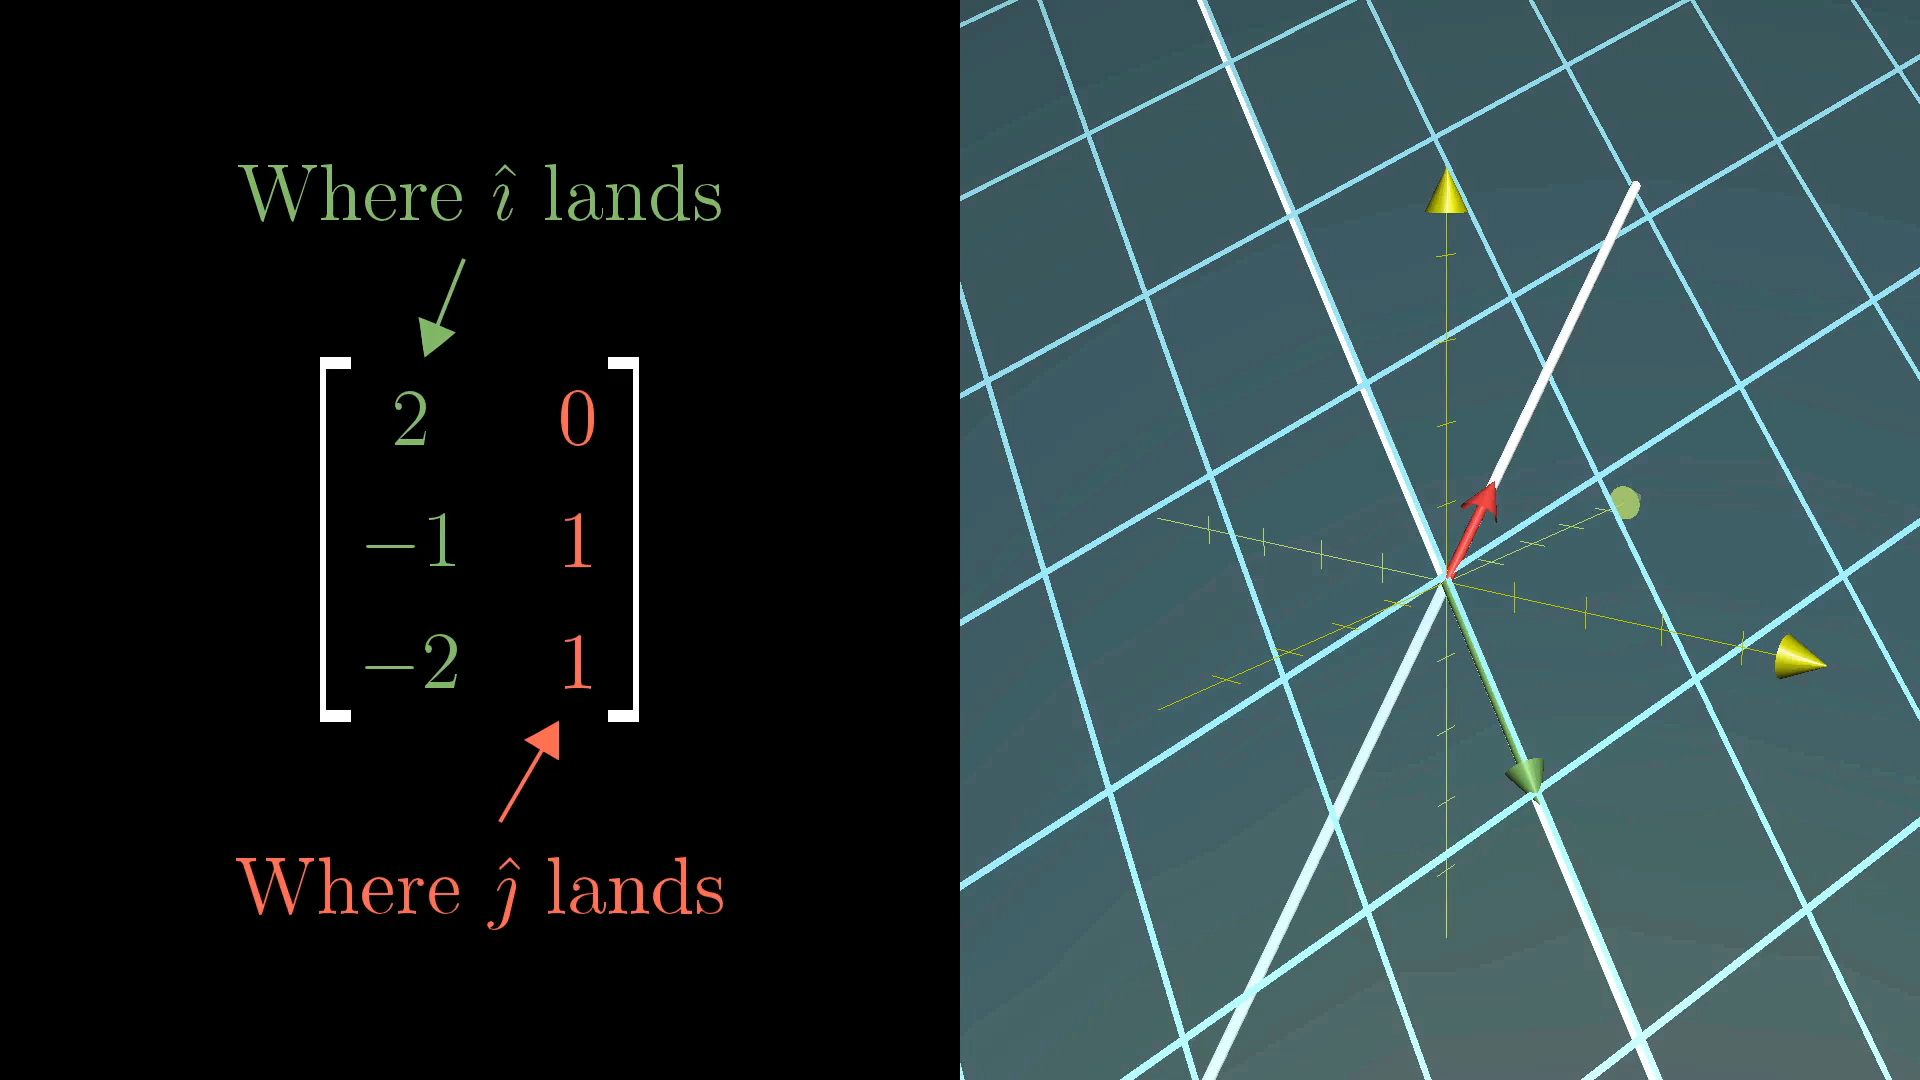 Where î lands
2 0
−1 1
−2 1
Where ĵ lands